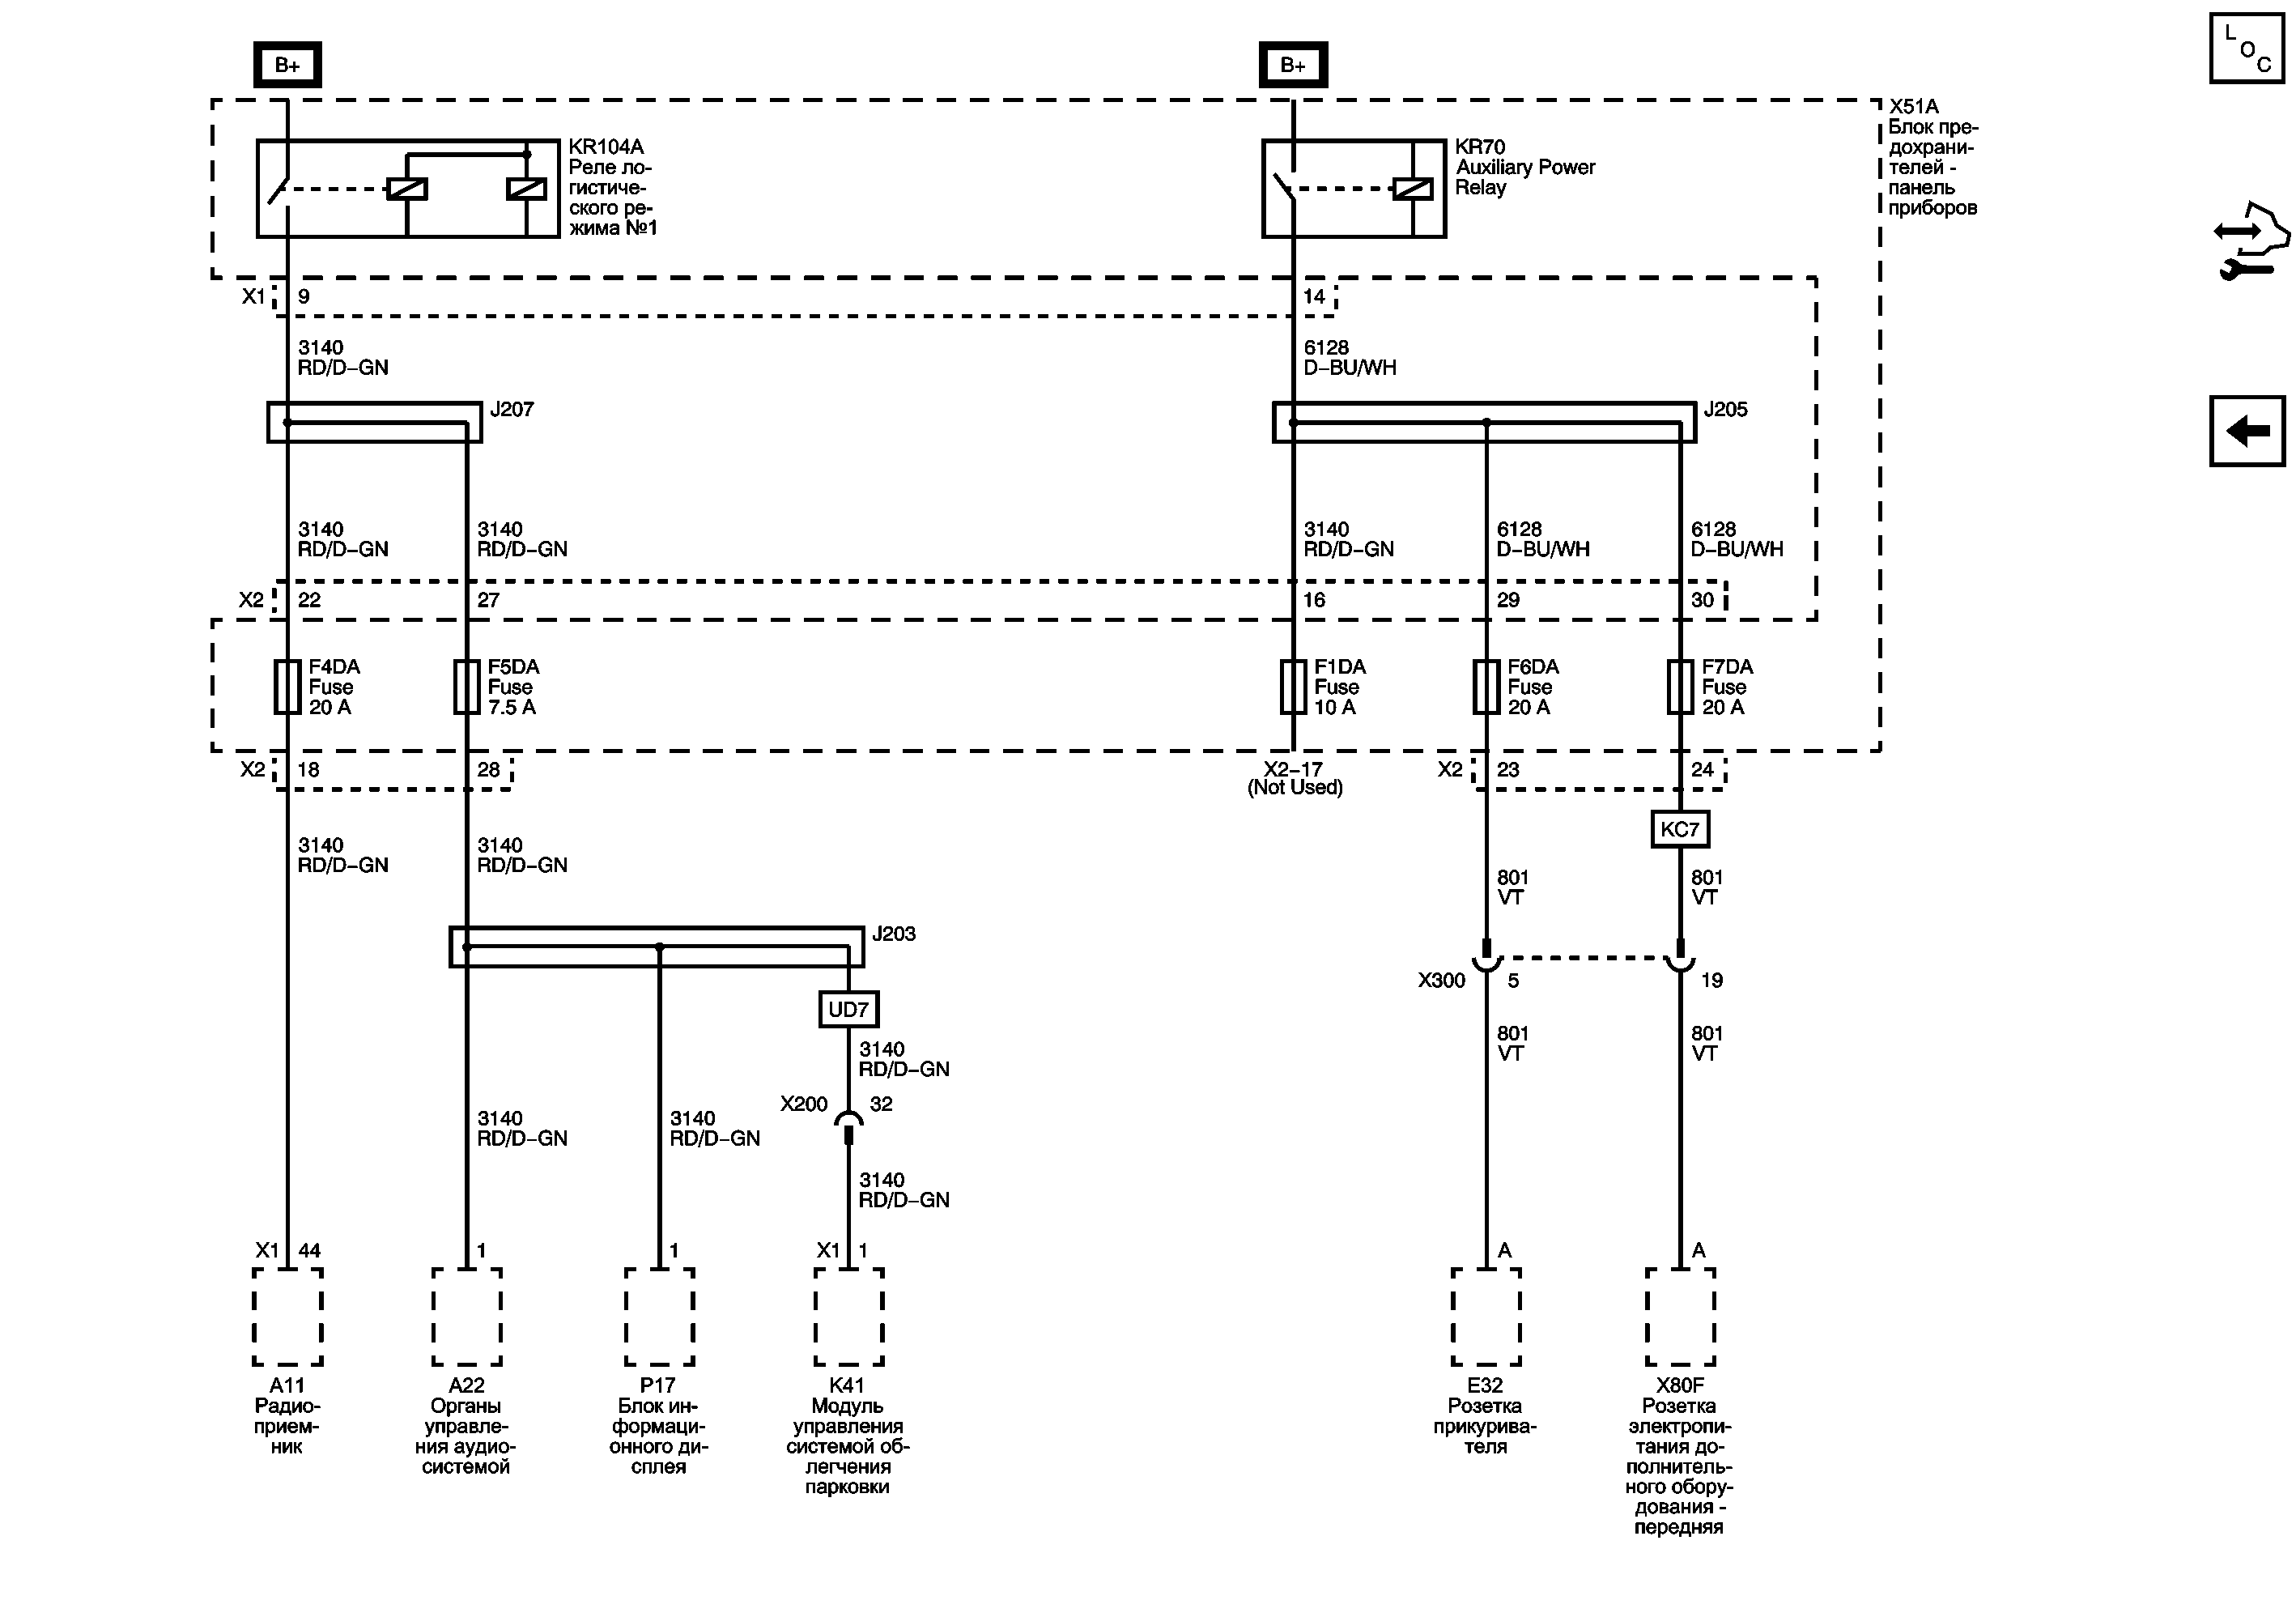 B+
B+
L
O
C
KR104A
Реле ло-
гистиче-
ского ре-
жима №1
KR70
Auxiliary Power
Relay
X51A
Блок пре-
дохрани-
телей -
панель
приборов
X1
9
14
3140
RD/D-GN
6128
D-BU/WH
J207
J205
3140
RD/D-GN
3140
RD/D-GN
3140
RD/D-GN
6128
D-BU/WH
6128
D-BU/WH
X2
22
27
16
29
30
F4DA
Fuse
20 A
F5DA
Fuse
7.5 A
F1DA
Fuse
10 A
F6DA
Fuse
20 A
F7DA
Fuse
20 A
X2
18
28
X2-17
(Not Used)
X2
23
24
KC7
3140
RD/D-GN
3140
RD/D-GN
801
VT
801
VT
J203
X300
5
19
UD7
3140
RD/D-GN
801
VT
801
VT
X200
32
3140
RD/D-GN
3140
RD/D-GN
3140
RD/D-GN
X1
44
1
1
X1
1
A
A
A11
Радио-
прием-
ник
A22
Органы
управле-
ния аудио-
системой
P17
Блок ин-
формаци-
онного ди-
сплея
K41
Модуль
управления
системой об-
легчения
парковки
E32
Розетка
прикурива-
теля
X80F
Розетка
электропи-
тания до-
полнитель-
ного обору-
дования -
передняя